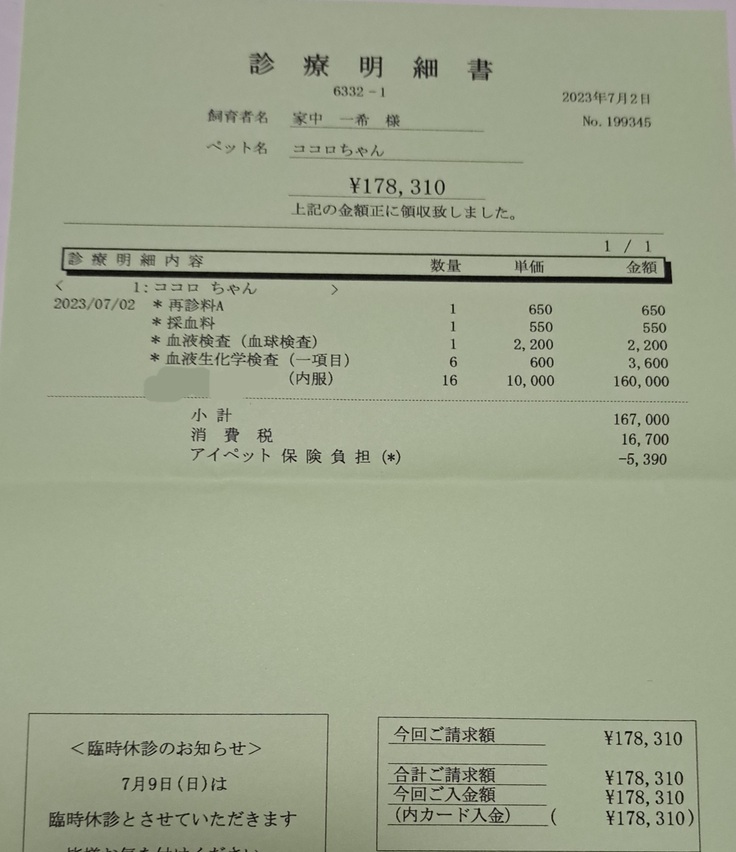 診療明細書
6332-1
2023年7月2日
飼育者名 家中 一希 様
No. 199345
ペット名 ココロちゃん
¥178,310
上記の金額正に領収致しました。
1 / 1
診療明細内容 数量 単価 金額
< 1:ココロ ちゃん >
2023/07/02 *再診料A 1 650 650
*採血料 1 550 550
*血液検査(血球検査) 1 2,200 2,200
*血液生化学検査(一項目) 6 600 3,600
(内服) 16 10,000 160,000
小計 167,000
消費税 16,700
アイペット保険負担(*) -5,390
<臨時休診のお知らせ>
7月9日(日)は
臨時休診とさせていただきます
今回ご請求額 ¥178,310
合計ご請求額 ¥178,310
今回ご入金額 ¥178,310
(内カード入金) ( ¥178,310)